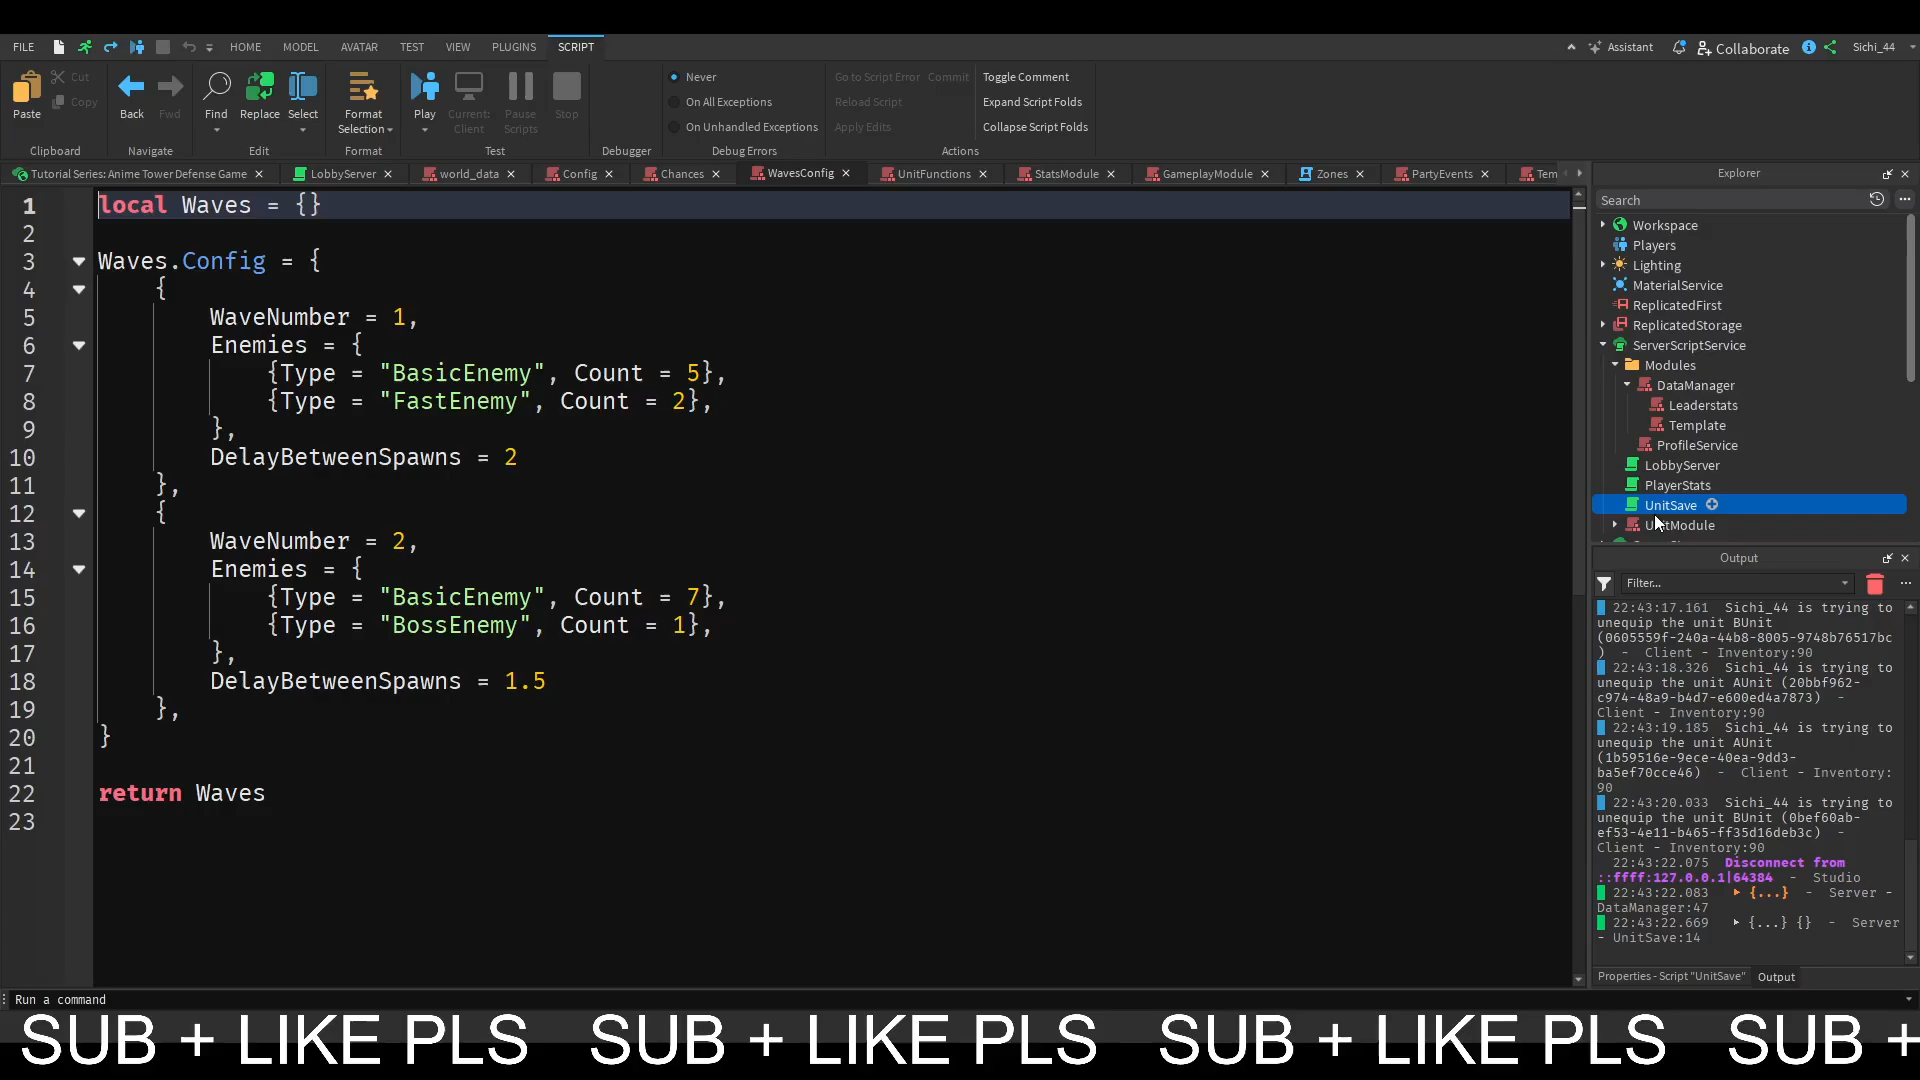 FILE HOME MODEL AVATAR TEST VIEW PLUGINS SCRIPT Assistant Collaborate Sichi_44
Paste Cut Copy Back Fwd Find Replace Select Format Selection Play Current: Client Pause Scripts Stop
Never
On All Exceptions
On Unhandled Exceptions
Go to Script Error Commit
Reload Script
Apply Edits
Toggle Comment
Expand Script Folds
Collapse Script Folds
Clipboard Navigate Edit Format Test Debugger Debug Errors Actions
Tutorial Series: Anime Tower Defense Game LobbyServer world_data Config Chances WavesConfig UnitFunctions StatsModule GameplayModule Zones PartyEvents Tem
1 local Waves = {}
2
3 Waves.Config = {
4 {
5 WaveNumber = 1,
6 Enemies = {
7 {Type = "BasicEnemy", Count = 5},
8 {Type = "FastEnemy", Count = 2},
9 },
10 DelayBetweenSpawns = 2
11 },
12 {
13 WaveNumber = 2,
14 Enemies = {
15 {Type = "BasicEnemy", Count = 7},
16 {Type = "BossEnemy", Count = 1},
17 },
18 DelayBetweenSpawns = 1.5
19 },
20 }
21
22 return Waves
23
Explorer
Search
Workspace
Players
Lighting
MaterialService
ReplicatedFirst
ReplicatedStorage
ServerScriptService
Modules
DataManager
Leaderstats
Template
ProfileService
LobbyServer
PlayerStats
UnitSave
UnitModule
Output
Filter...
22:43:17.161 Sichi_44 is trying to
unequip the unit BUnit
(0605559f-240a-44b8-8005-9748b76517bc
) - Client - Inventory:90
22:43:18.326 Sichi_44 is trying to
unequip the unit AUnit (20bbf962-
c974-48a9-b4d7-e600ed4a7873) -
Client - Inventory:90
22:43:19.185 Sichi_44 is trying to
unequip the unit AUnit
(1b59516e-9ece-40ea-9dd3-
ba5ef70cce46) - Client - Inventory:
90
22:43:20.033 Sichi_44 is trying to
unequip the unit BUnit (0bef60ab-
ef53-4e11-b465-ff35d16deb3c) -
Client - Inventory:90
22:43:22.075 Disconnect from
::ffff:127.0.0.1|64384 - Studio
22:43:22.083 {...} - Server -
DataManager:47
22:43:22.669 {...} {} - Server
- UnitSave:14
Properties - Script "UnitSave" Output
Run a command
SUB + LIKE PLS SUB + LIKE PLS SUB + LIKE PLS SUB +